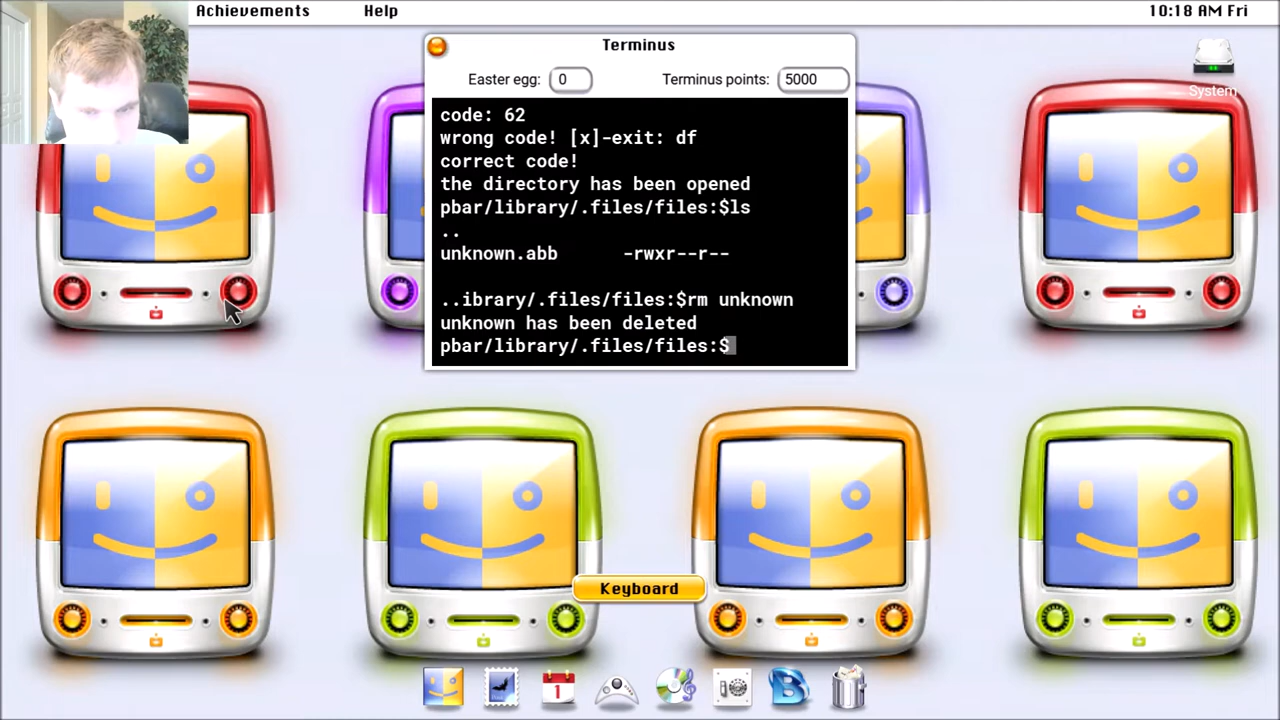 Achievements Help 10:18 AM Fri
Terminus
Easter egg: 0 Terminus points: 5000
System
code: 62
wrong code! [x]-exit: df
correct code!
the directory has been opened
pbar/library/.files/files:$ls
..
unknown.abb -rwxr--r--
..ibrary/.files/files:$rm unknown
unknown has been deleted
pbar/library/.files/files:$
Keyboard
1
B